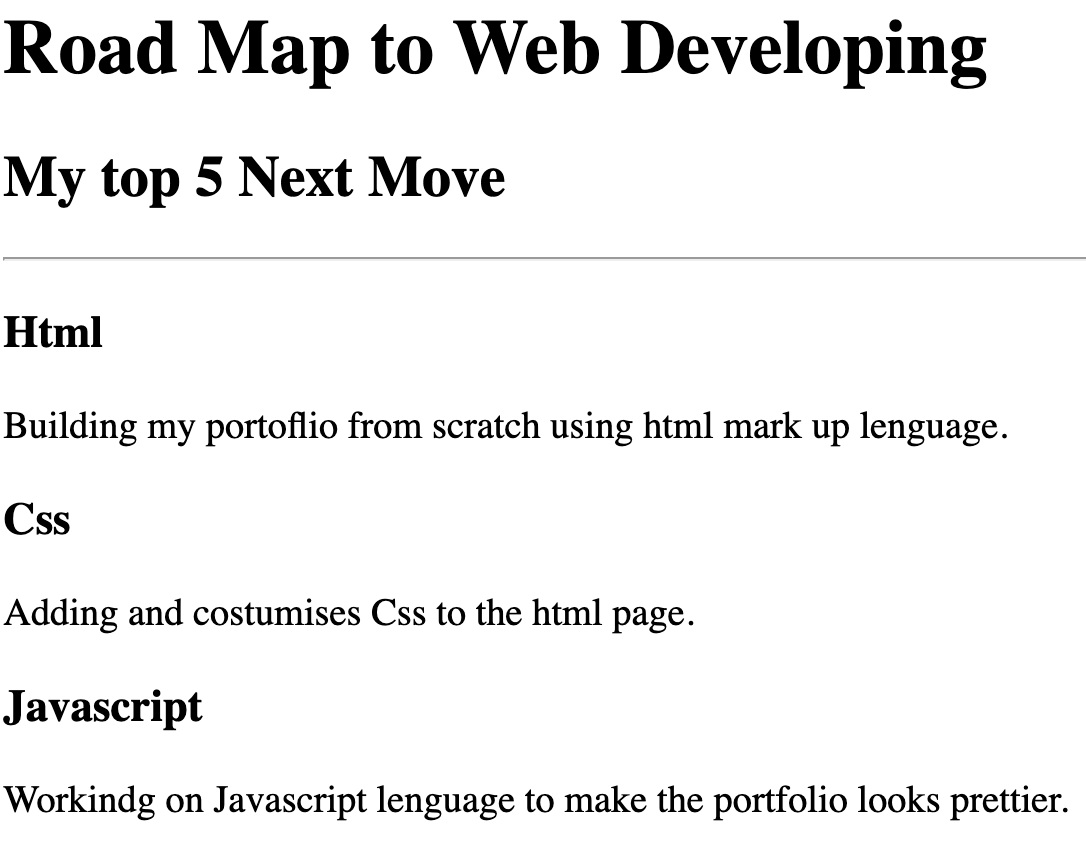 Road Map to Web Developing
My top 5 Next Move
Html
Building my portoflio from scratch using html mark up lenguage.
Css
Adding and costumises Css to the html page.
Javascript
Workindg on Javascript lenguage to make the portfolio looks prettier.